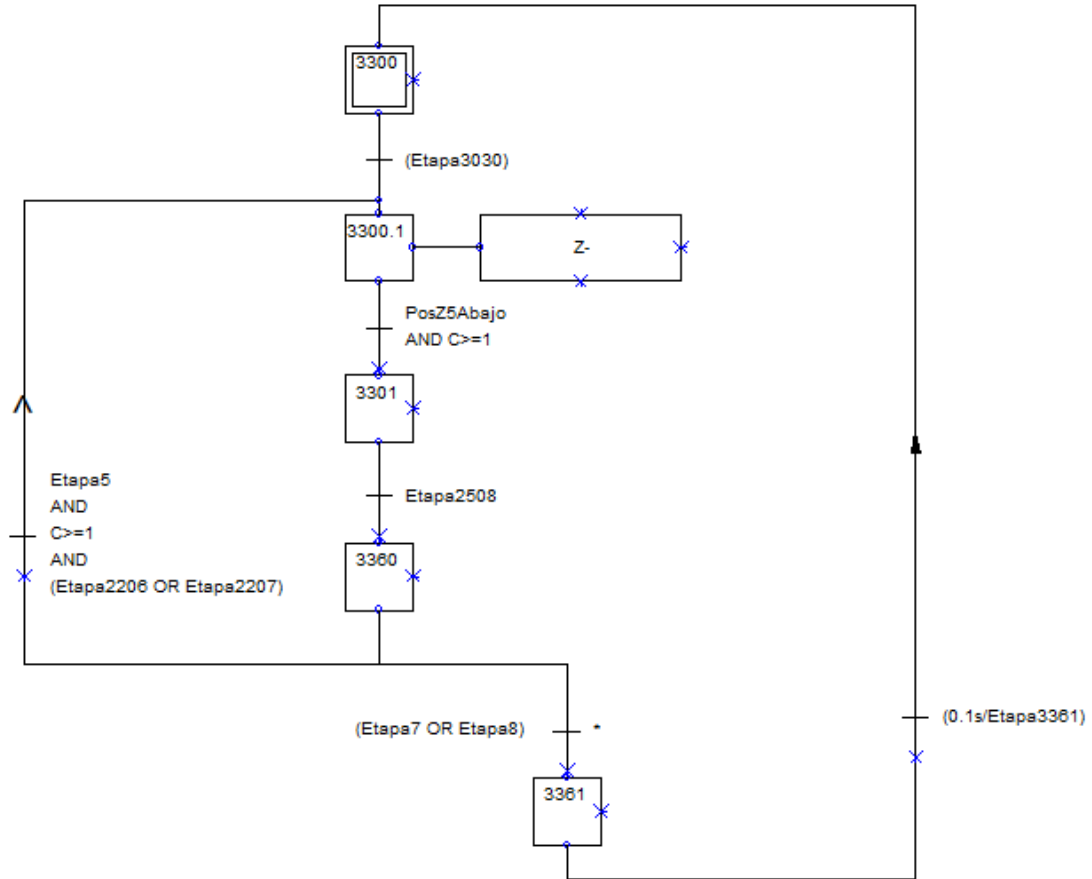 3300
(Etapa3030)
3300.1
Z-
PosZ5Abajo
AND C>=1
3301
Etapa2508
3360
Etapa5
AND
C>=1
AND
(Etapa2206 OR Etapa2207)
(Etapa7 OR Etapa8) *
(0.1s/Etapa3361)
3361